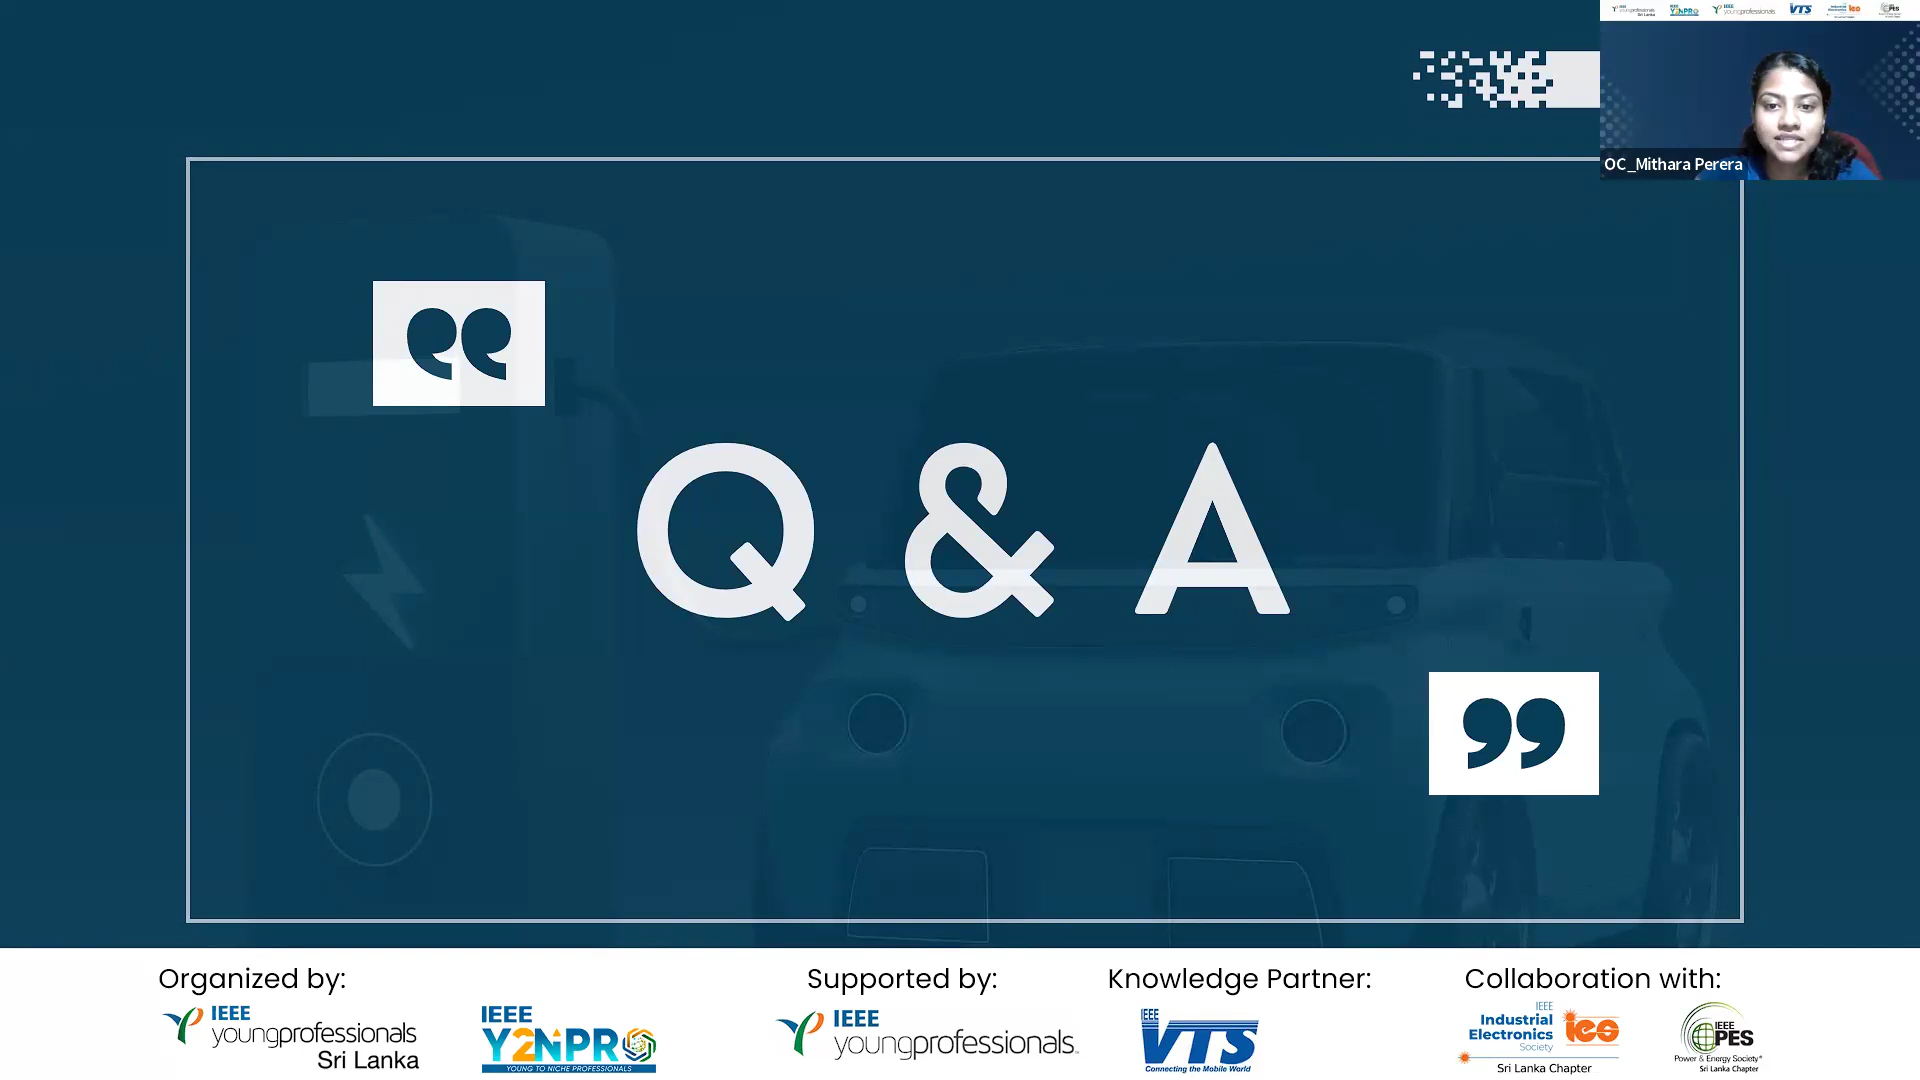 OC_Mithara Perera
Q & A
Organized by:
IEEE
youngprofessionals
Sri Lanka
IEEE
Y2NPRO
YOUNG TO NICHE PROFESSIONALS
Supported by:
IEEE
youngprofessionals
Knowledge Partner:
IEEE
VTS
Connecting the Mobile World
Collaboration with:
IEEE
Industrial
Electronics
Society
ies
Sri Lanka Chapter
IEEE
PES
Power & Energy Society®
Sri Lanka Chapter